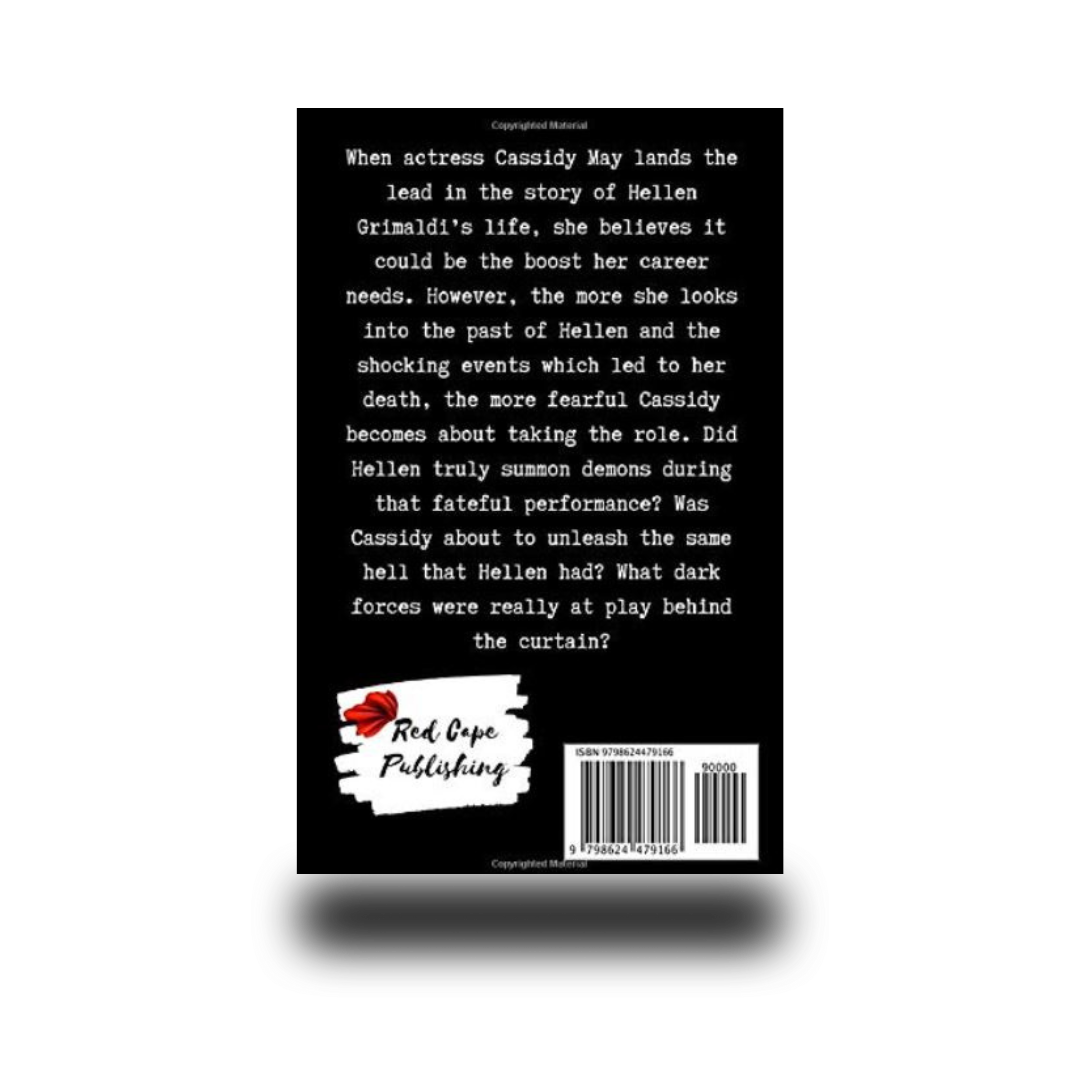 Copyrighted Material
When actress Cassidy May lands the
lead in the story of Hellen
Grimaldi's life, she believes it
could be the boost her career
needs. However, the more she looks
into the past of Hellen and the
shocking events which led to her
death, the more fearful Cassidy
becomes about taking the role. Did
Hellen truly summon demons during
that fateful performance? Was
Cassidy about to unleash the same
hell that Hellen had? What dark
forces were really at play behind
the curtain?
Red Cape
Publishing
ISBN 9798624479166
90000
9 798624 479166
Copyrighted Material